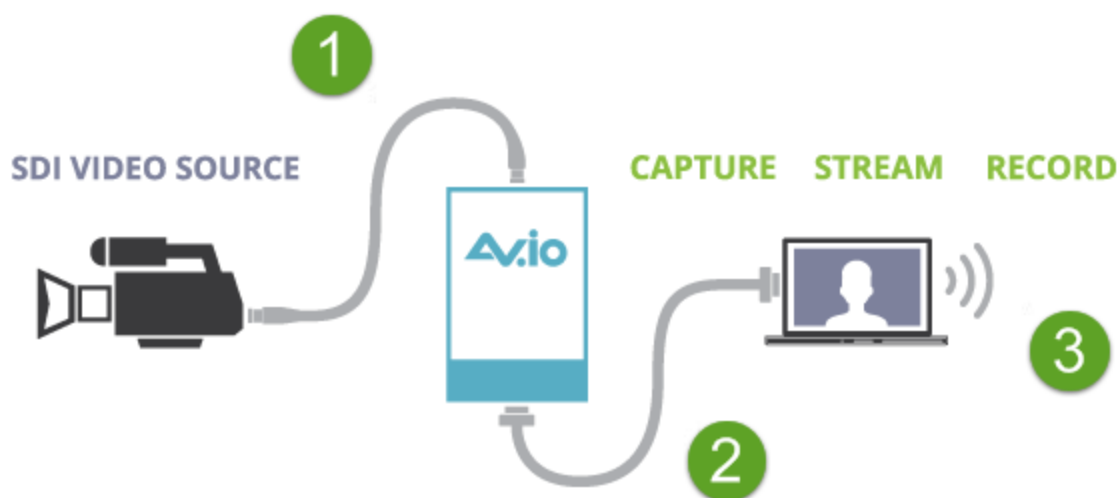 1
SDI VIDEO SOURCE
CAPTURE STREAM RECORD
AV.io
3
2